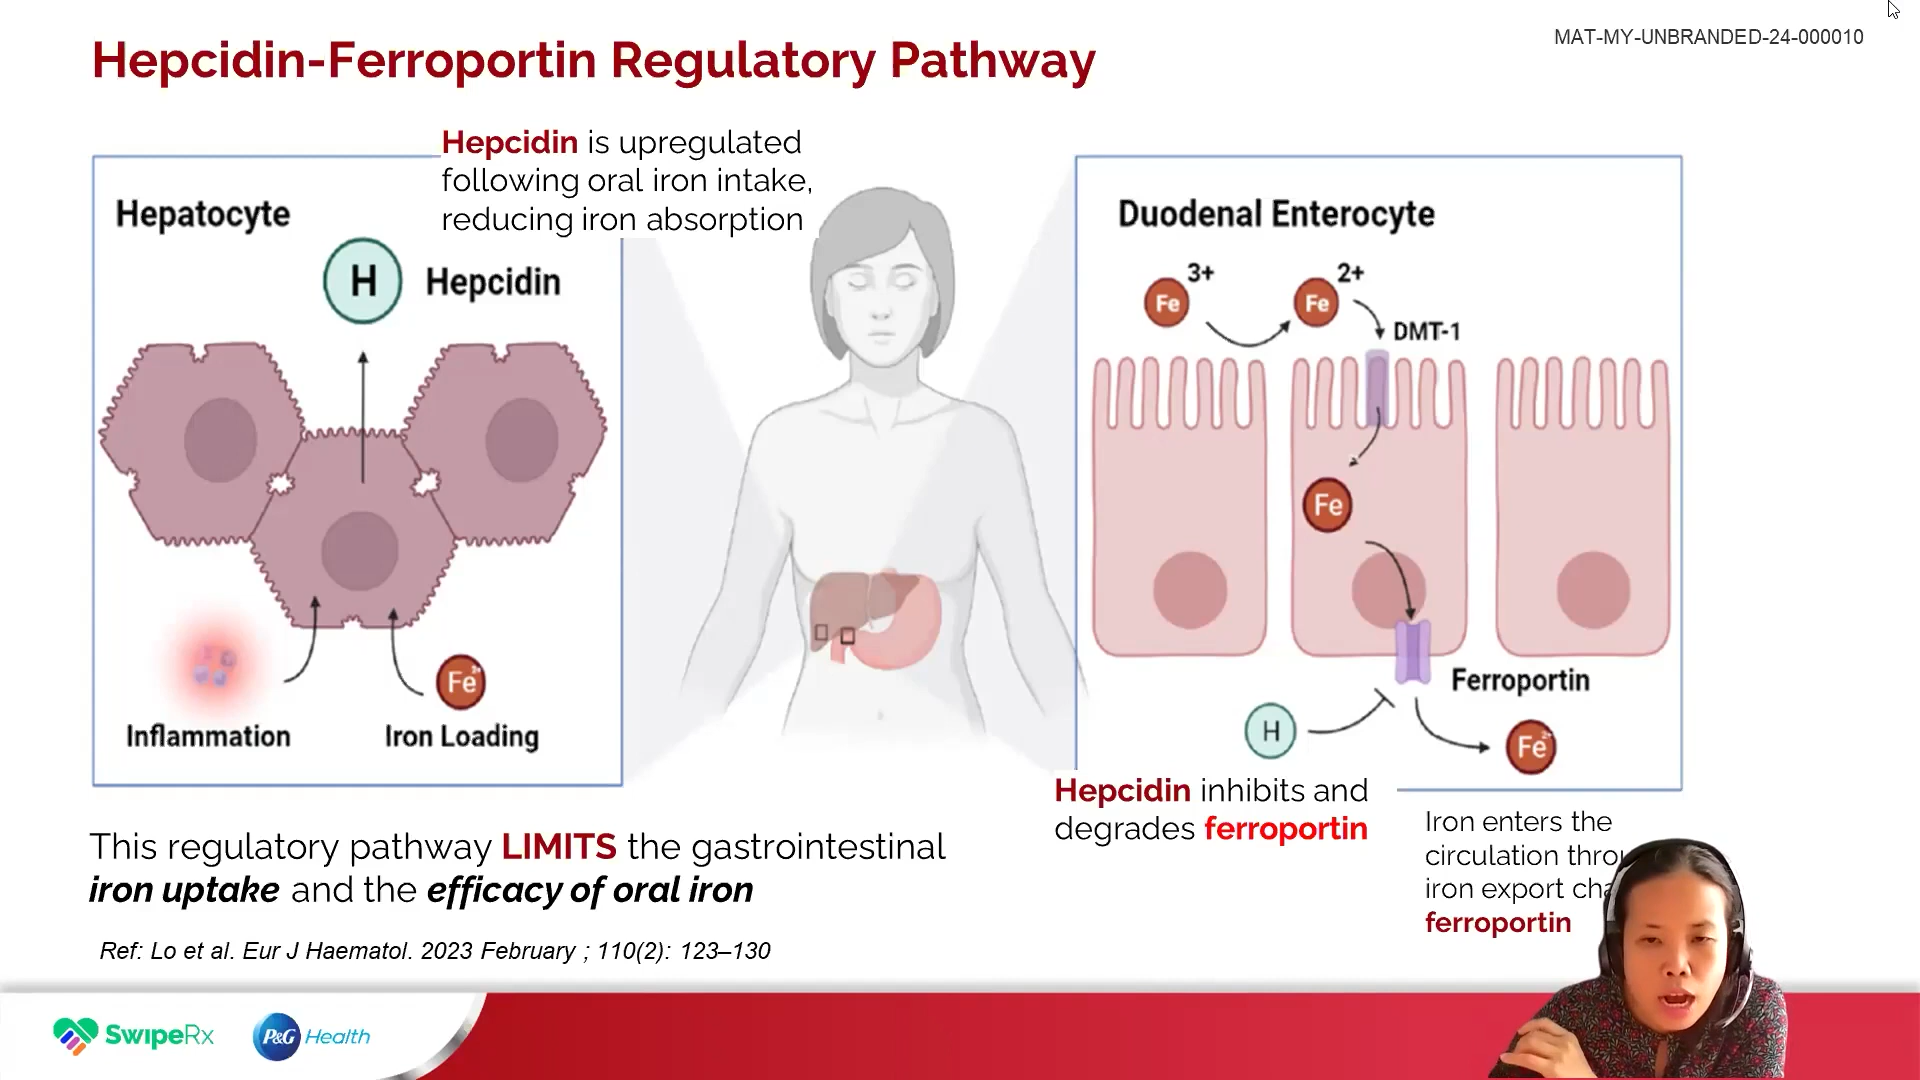 MAT-MY-UNBRANDED-24-000010
Hepcidin-Ferroportin Regulatory Pathway
Hepcidin is upregulated
following oral iron intake,
reducing iron absorption
Hepatocyte
H
Hepcidin
Inflammation
Fe 2+
Iron Loading
Duodenal Enterocyte
Fe 3+
Fe 2+
DMT-1
Fe
Ferroportin
H
Fe 2+
Hepcidin inhibits and
degrades ferroportin
Iron enters the
circulation
iron export
ferroportin
This regulatory pathway LIMITS the gastrointestinal
iron uptake and the efficacy of oral iron
Ref: Lo et al. Eur J Haematol. 2023 February ; 110(2): 123–130
SwipeRx
P&G Health